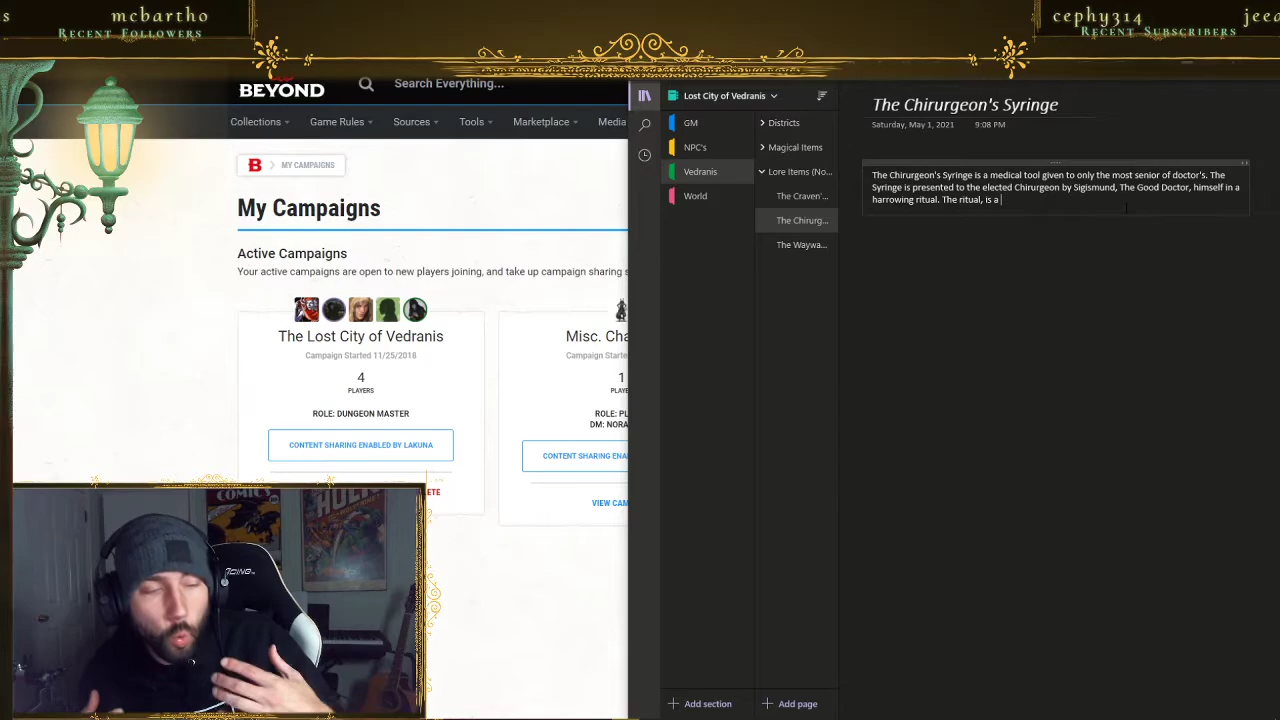 s
mcbartho
RECENT FOLLOWERS
cephy314
jeed
RECENT SUBSCRIBERS
BEYOND
Search Everything...
Collections
Game Rules
Sources
Tools
Marketplace
Media
B
MY CAMPAIGNS
My Campaigns
Active Campaigns
Your active campaigns are open to new players joining, and take up campaign sharing s
The Lost City of Vedranis
Campaign Started 11/25/2018
4
PLAYERS
ROLE: DUNGEON MASTER
CONTENT SHARING ENABLED BY LAKUNA
ETE
Misc. Cha
Campaign Starte
1
PLAYE
ROLE: PL
DM: NORA
CONTENT SHARING ENA
VIEW CAM
Lost City of Vedranis
GM
NPC's
Vedranis
World
Districts
Magical Items
Lore Items (No...
The Craven'...
The Chirurg...
The Waywa...
Add section
Add page
The Chirurgeon's Syringe
Saturday, May 1, 2021 9:08 PM
The Chirurgeon's Syringe is a medical tool given to only the most senior of doctor's. The
Syringe is presented to the elected Chirurgeon by Sigismund, The Good Doctor, himself in a
harrowing ritual. The ritual, is a
COMICS
HULK